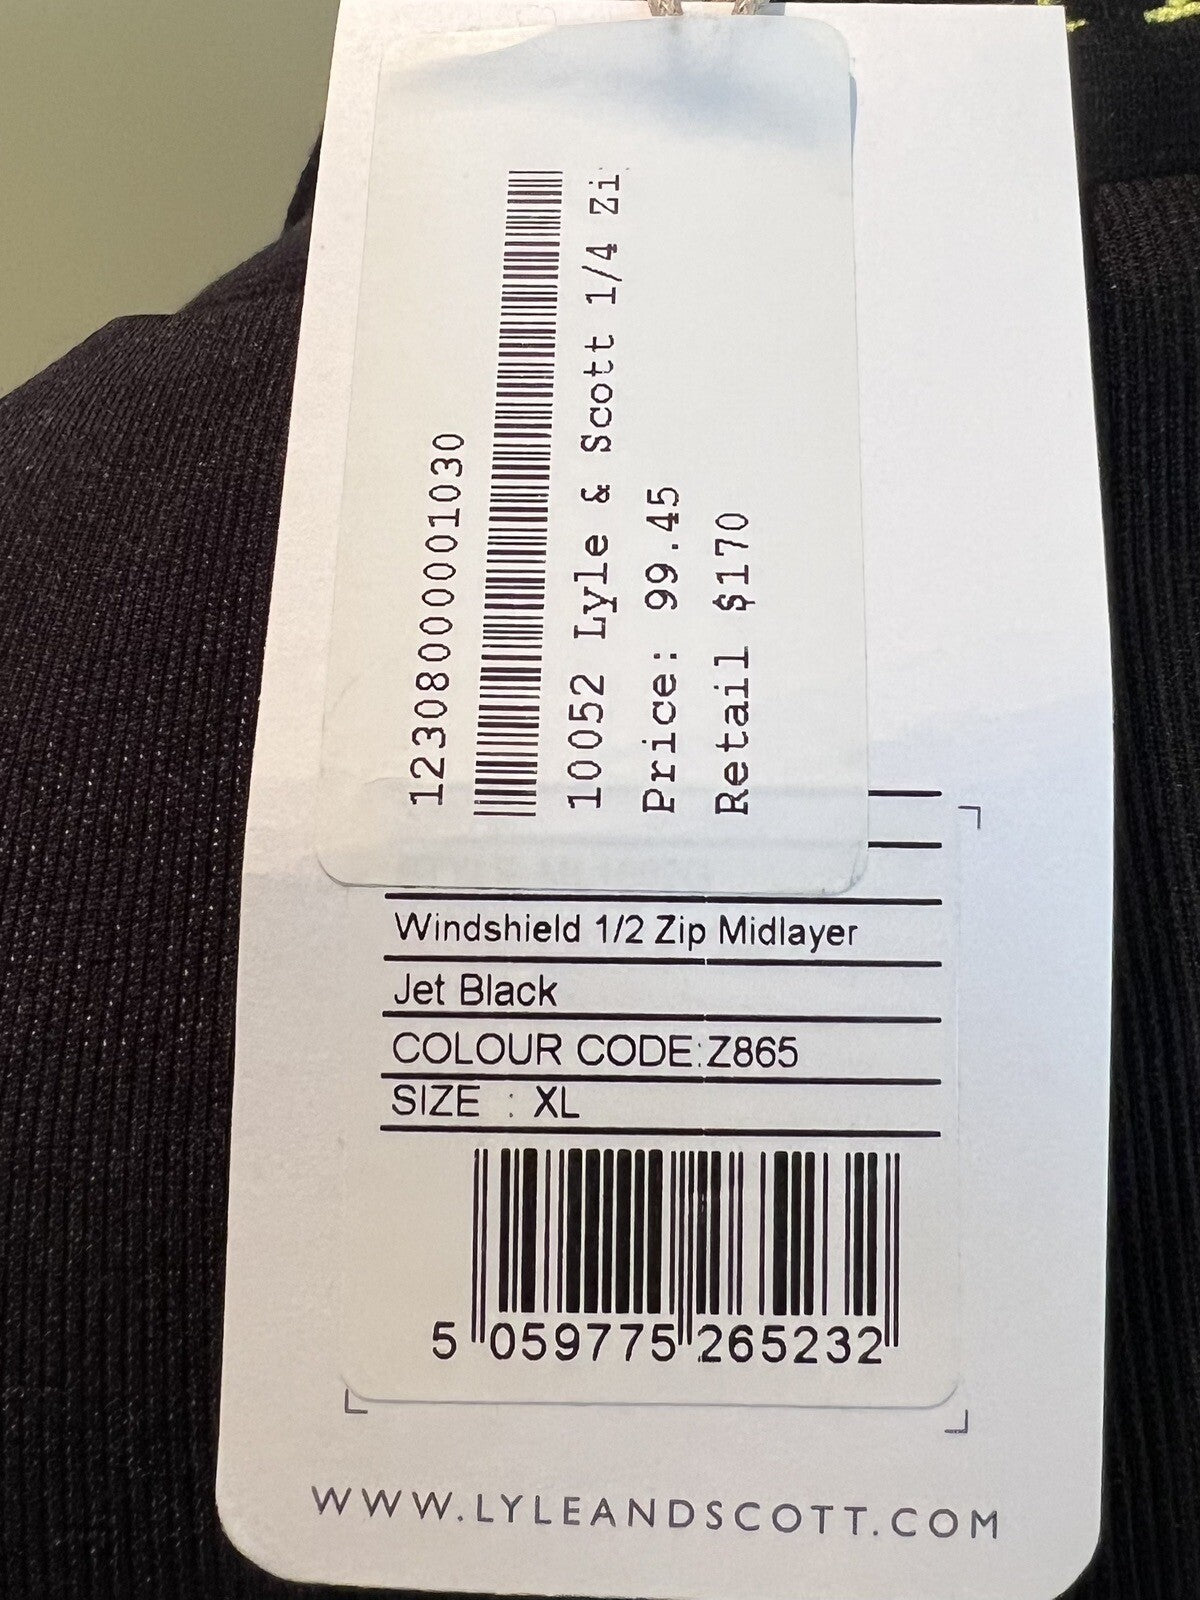 1230800001030
10052 Lyle & Scott 1/4 Zi
Price: 99.45
Retail $170
Windshield 1/2 Zip Midlayer
Jet Black
COLOUR CODE:Z865
SIZE : XL
5 059775 265232
WWW.LYLEANDSCOTT.COM